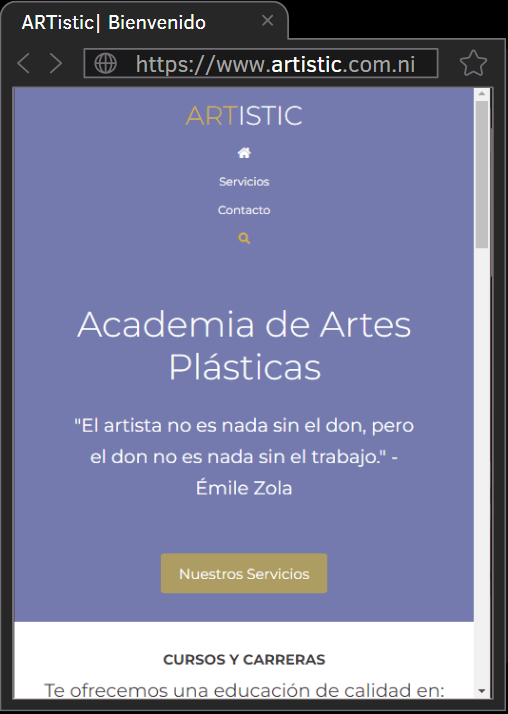 ARTistic| Bienvenido
https://www.artistic.com.ni
ARTISTIC
Servicios
Contacto
Academia de Artes
Plásticas
"El artista no es nada sin el don, pero
el don no es nada sin el trabajo." -
Émile Zola
Nuestros Servicios
CURSOS Y CARRERAS
Te ofrecemos una educación de calidad en: